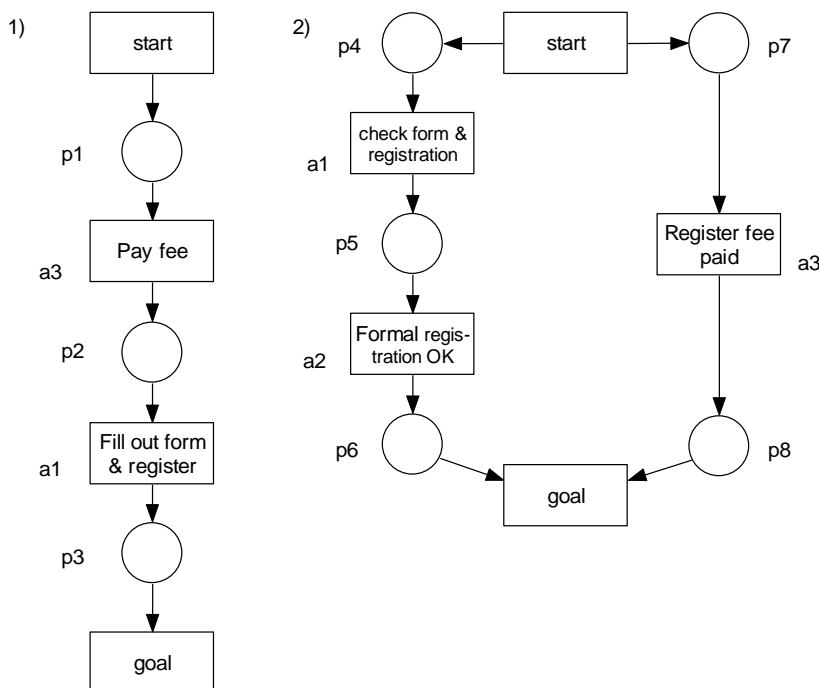 1)
start
p1
Pay fee
a3
p2
Fill out form
& register
a1
p3
goal
2)
p4
start
p7
check form &
registration
a1
p5
Register fee
paid
a3
Formal regis-
tration OK
a2
p6
p8
goal